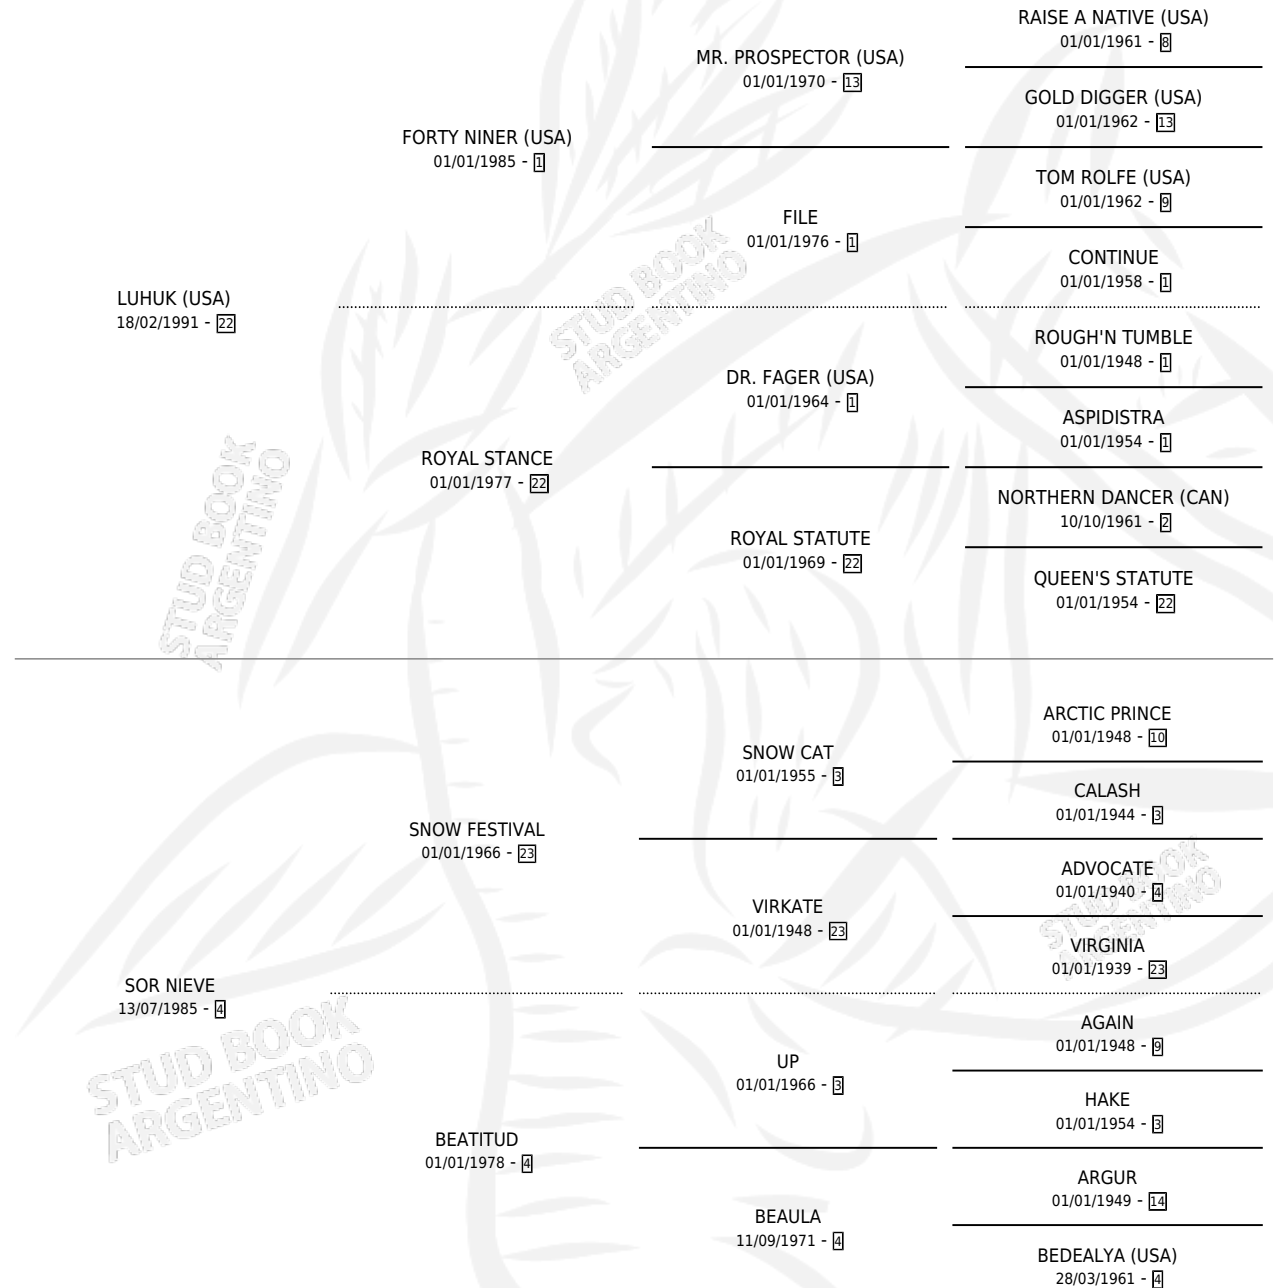 RAISE A NATIVE (USA)
01/01/1961 - 8
MR. PROSPECTOR (USA)
01/01/1970 - 13
GOLD DIGGER (USA)
01/01/1962 - 13
FORTY NINER (USA)
01/01/1985 - 1
TOM ROLFE (USA)
01/01/1962 - 9
FILE
01/01/1976 - 1
CONTINUE
01/01/1958 - 1
LUHUK (USA)
18/02/1991 - 22
STUD BOOK
ARGENTINO
ROUGH'N TUMBLE
01/01/1948 - 1
DR. FAGER (USA)
01/01/1964 - 1
ASPIDISTRA
01/01/1954 - 1
ROYAL STANCE
01/01/1977 - 22
NORTHERN DANCER (CAN)
10/10/1961 - 2
ROYAL STATUTE
01/01/1969 - 22
QUEEN'S STATUTE
01/01/1954 - 22
STUD BOOK
ARGENTINO
ARCTIC PRINCE
01/01/1948 - 10
SNOW CAT
01/01/1955 - 3
CALASH
01/01/1944 - 3
SNOW FESTIVAL
01/01/1966 - 23
ADVOCATE
01/01/1940 - 4
VIRKATE
01/01/1948 - 23
VIRGINIA
01/01/1939 - 23
STUD BOOK
ARGENTINO
SOR NIEVE
13/07/1985 - 4
AGAIN
01/01/1948 - 9
UP
01/01/1966 - 3
HAKE
01/01/1954 - 3
STUD BOOK
ARGENTINO
BEATITUD
01/01/1978 - 4
ARGUR
01/01/1949 - 14
BEAULA
11/09/1971 - 4
BEDEALYA (USA)
28/03/1961 - 4